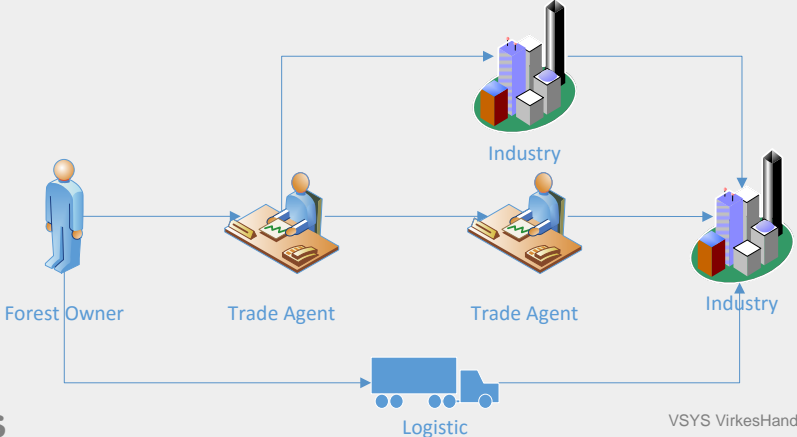 Industry
Forest Owner
Trade Agent
Trade Agent
Industry
Logistic
VSYS VirkesHand